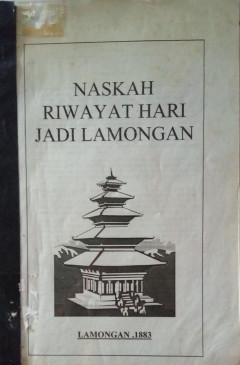 NASKAH
RIWAYAT HARI
JADI LAMONGAN
LAMONGAN .1883